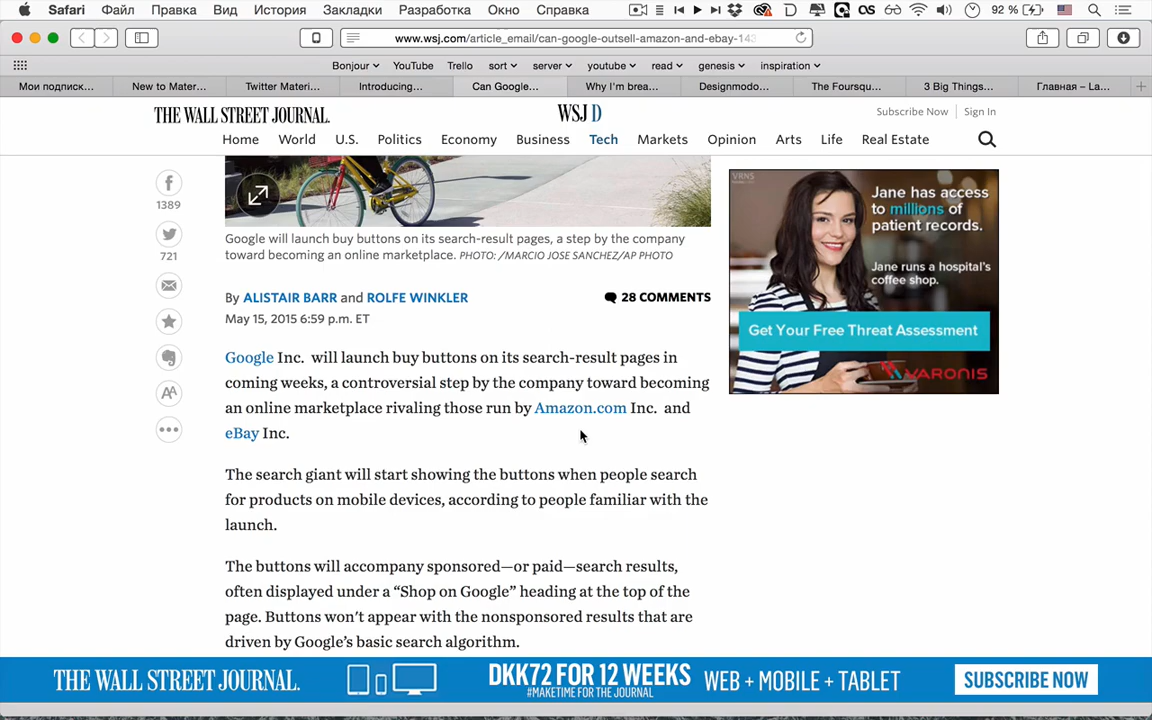 Safari Файл Правка Вид История Закладки Разработка Окно Справка 92 %
www.wsj.com/article_email/can-google-outsell-amazon-and-ebay-143
Bonjour YouTube Trello sort server youtube read genesis inspiration
Мои подписк... New to Mater... Twitter Materi... Introducing... Can Google... Why I'm brea... Designmodo... The Foursqu... 3 Big Things... Главная – La...
THE WALL STREET JOURNAL. WSJ D Subscribe Now Sign In
Home World U.S. Politics Economy Business Tech Markets Opinion Arts Life Real Estate
1389
721
Google will launch buy buttons on its search-result pages, a step by the company
toward becoming an online marketplace. PHOTO: /MARCIO JOSE SANCHEZ/AP PHOTO
By ALISTAIR BARR and ROLFE WINKLER 28 COMMENTS
May 15, 2015 6:59 p.m. ET
Google Inc. will launch buy buttons on its search-result pages in
coming weeks, a controversial step by the company toward becoming
an online marketplace rivaling those run by Amazon.com Inc. and
eBay Inc.
The search giant will start showing the buttons when people search
for products on mobile devices, according to people familiar with the
launch.
The buttons will accompany sponsored—or paid—search results,
often displayed under a “Shop on Google” heading at the top of the
page. Buttons won't appear with the nonsponsored results that are
driven by Google's basic search algorithm.
VRNS
Jane has access
to millions of
patient records.
Jane runs a hospital's
coffee shop.
Get Your Free Threat Assessment
VARONIS
THE WALL STREET JOURNAL. DKK72 FOR 12 WEEKS WEB + MOBILE + TABLET SUBSCRIBE NOW
#MAKETIME FOR THE JOURNAL